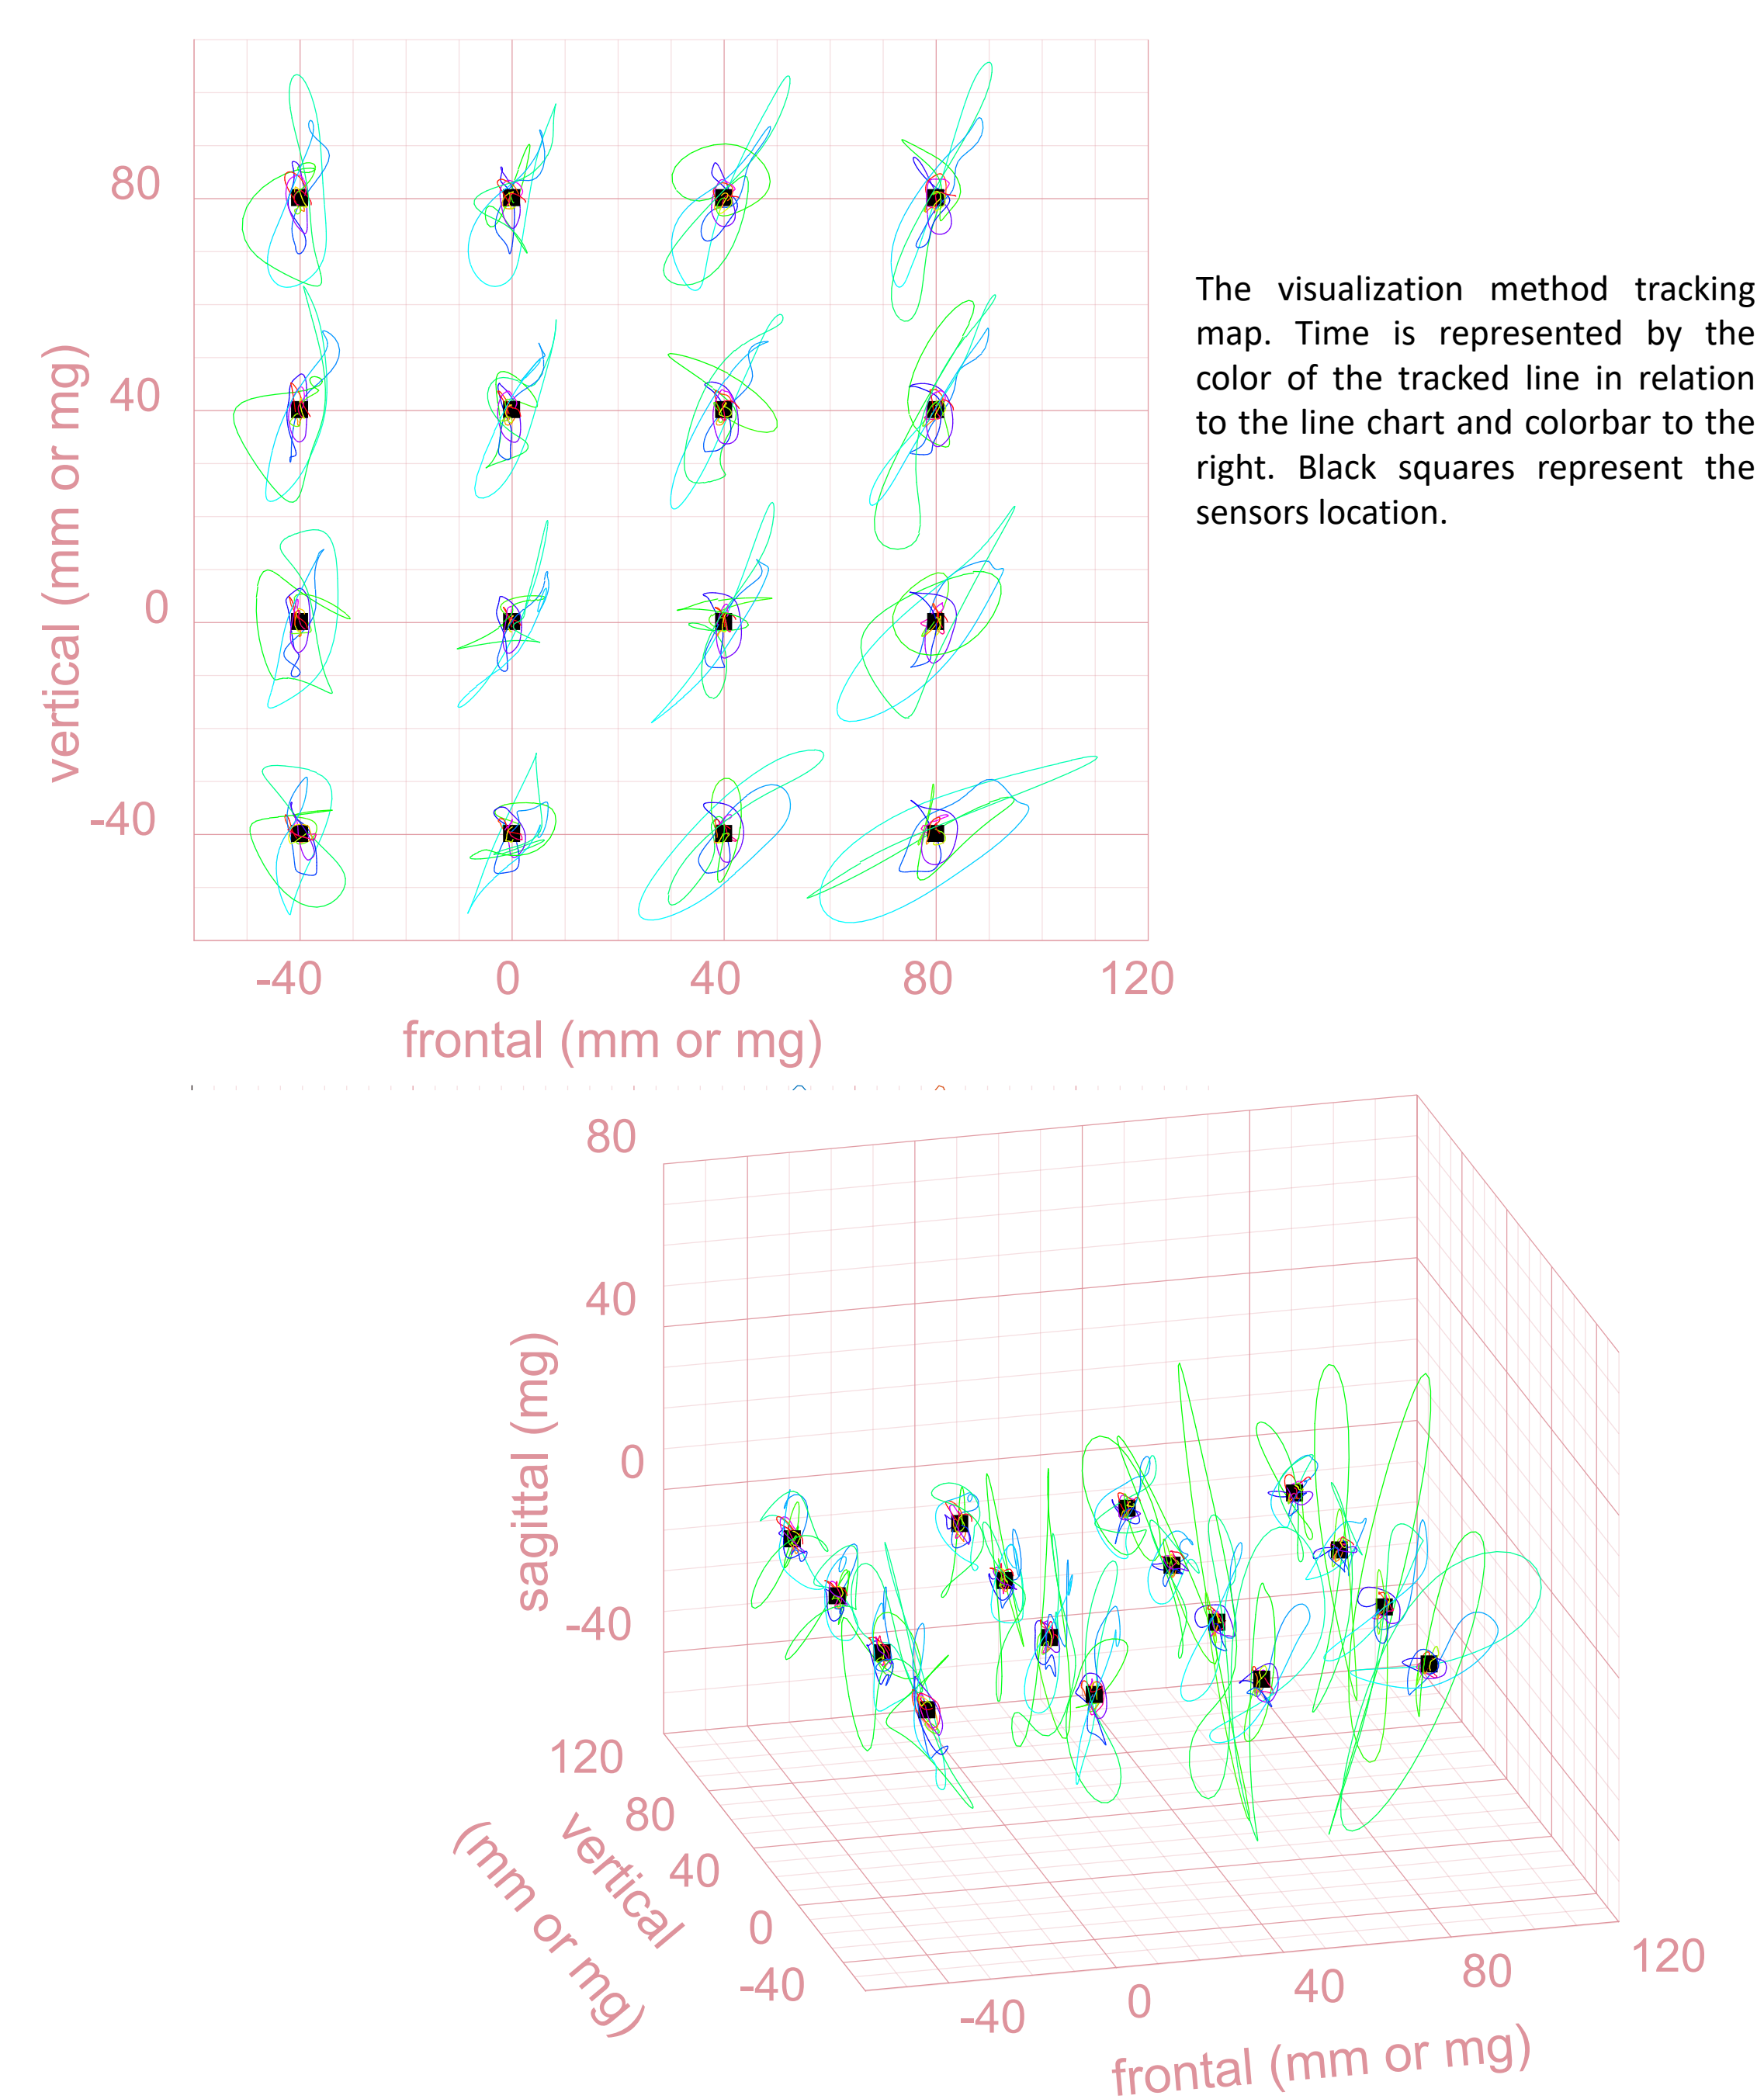 80
40
0
-40
vertical (mm or mg)
-40 0 40 80 120
frontal (mm or mg)
The visualization method tracking
map. Time is represented by the
color of the tracked line in relation
to the line chart and colorbar to the
right. Black squares represent the
sensors location.
80
40
0
-40
sagittal (mg)
120
80
40
0
-40
vertical
(mm or mg)
-40 0 40 80 120
frontal (mm or mg)